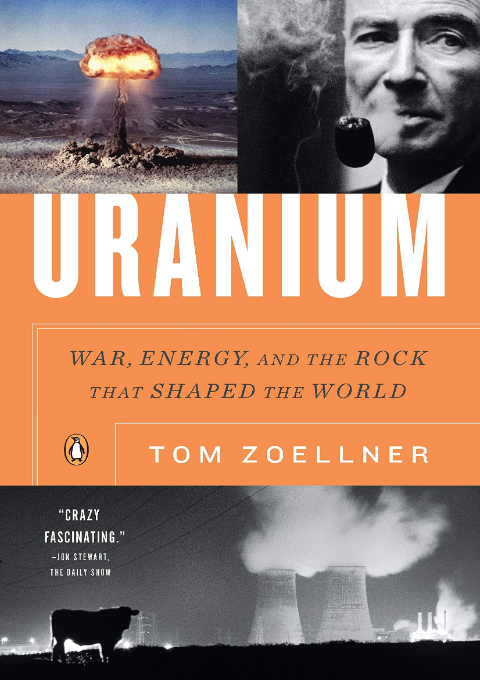 URANIUM
WAR, ENERGY, AND THE ROCK
THAT SHAPED THE WORLD
TOM ZOELLNER
“CRAZY
FASCINATING.”
–JON STEWART,
THE DAILY SHOW